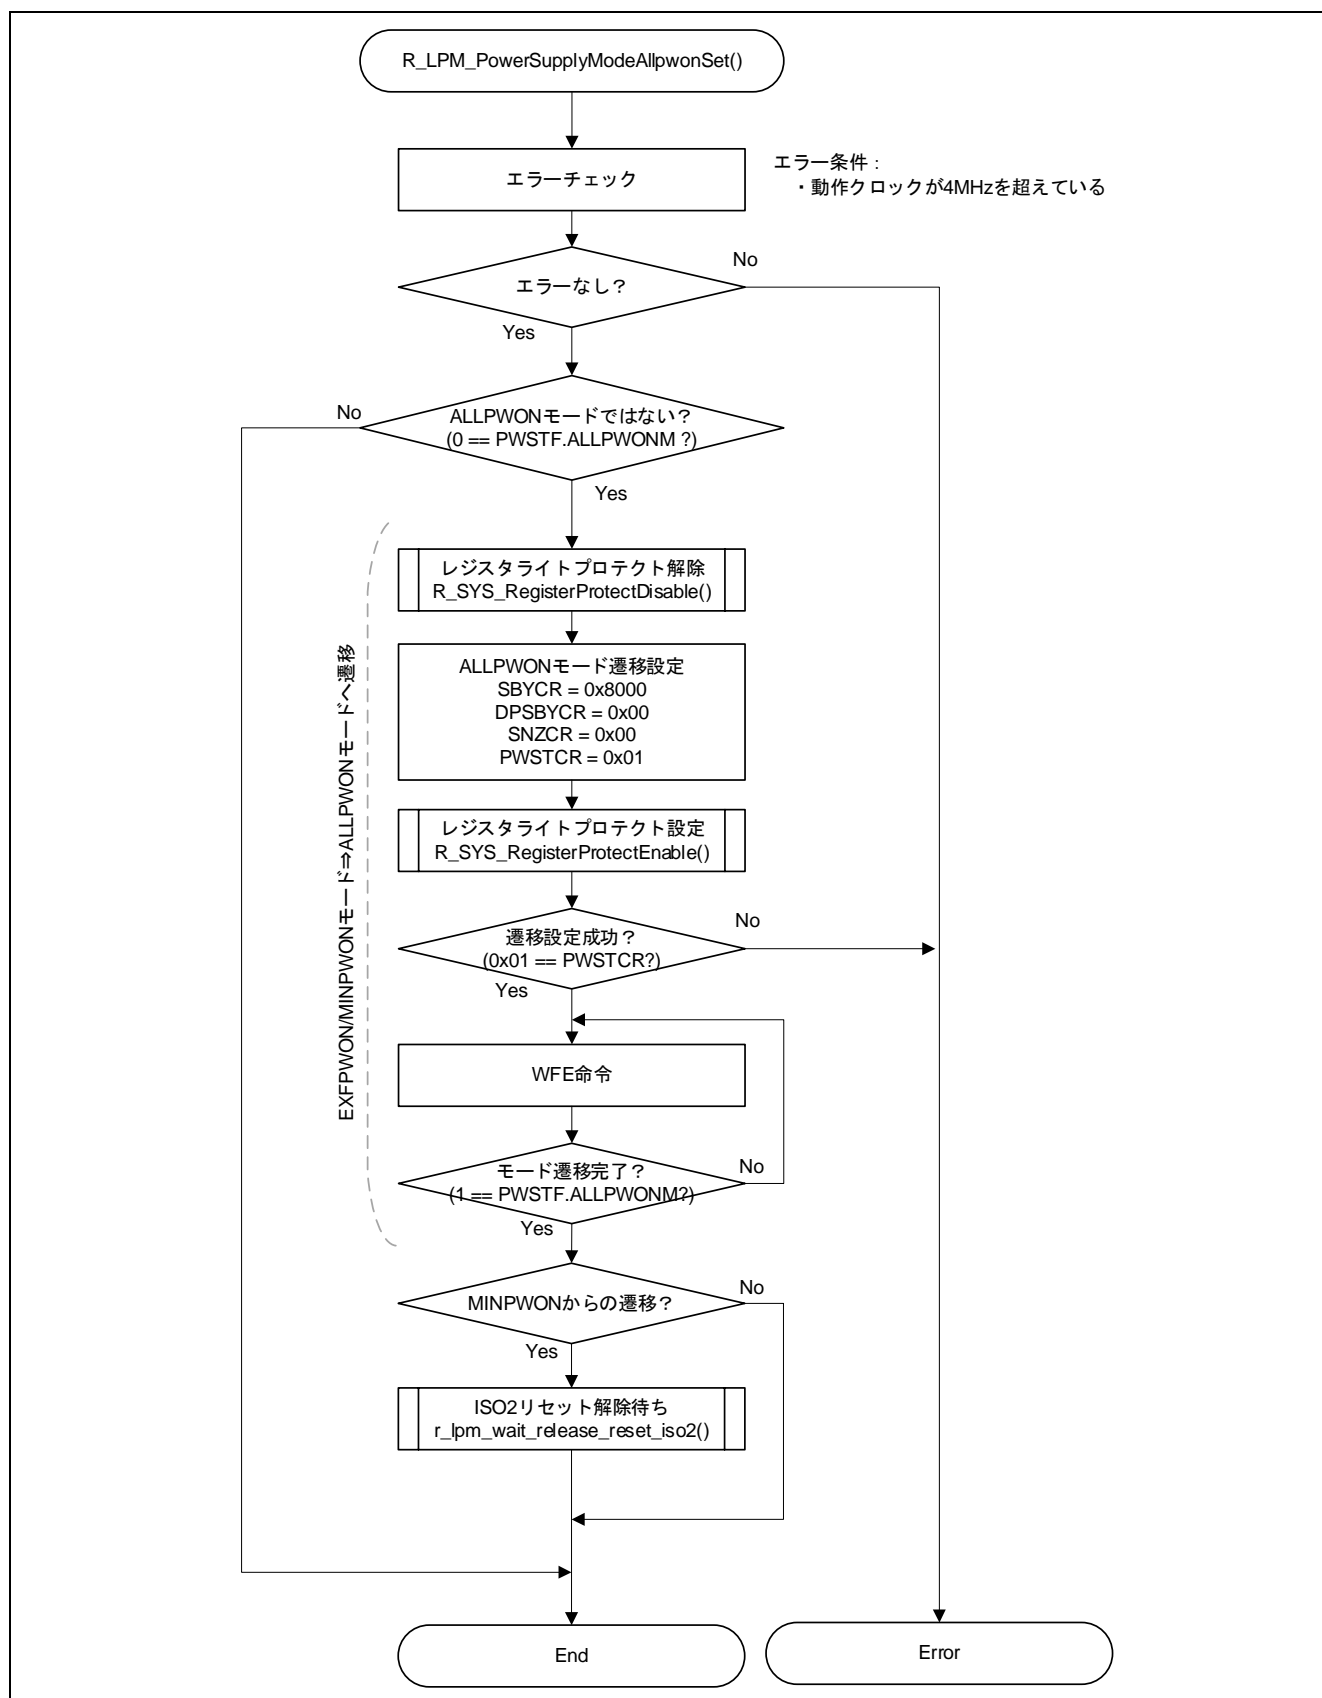 R_LPM_PowerSupplyModeAllpwonSet()
エラーチェック
エラー条件：
・動作クロックが4MHzを超えている
エラーなし？
No
Yes
ALLPWONモードではない？
(0 == PWSTF.ALLPWONM ?)
No
Yes
EXFPWON/MINPWONモード⇒ALLPWONモードへ遷移
レジスタライトプロテクト解除
R_SYS_RegisterProtectDisable()
ALLPWONモード遷移設定
SBYCR = 0x8000
DPSBYCR = 0x00
SNZCR = 0x00
PWSTCR = 0x01
レジスタライトプロテクト設定
R_SYS_RegisterProtectEnable()
遷移設定成功？
(0x01 == PWSTCR?)
No
Yes
WFE命令
モード遷移完了？
(1 == PWSTF.ALLPWONM?)
No
Yes
MINPWONからの遷移？
No
Yes
ISO2リセット解除待ち
r_lpm_wait_release_reset_iso2()
End
Error